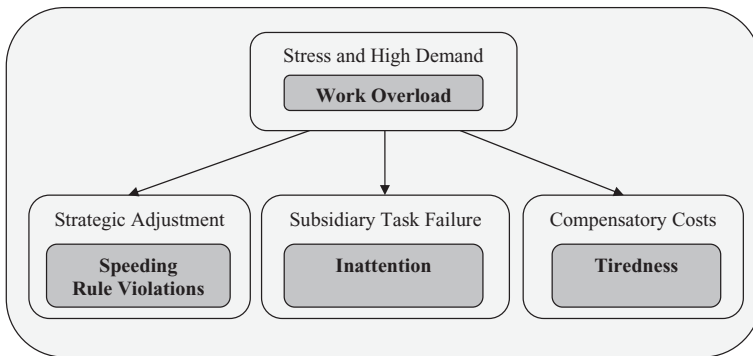 Stress and High Demand
Work Overload
Strategic Adjustment
Speeding
Rule Violations
Subsidiary Task Failure
Inattention
Compensatory Costs
Tiredness